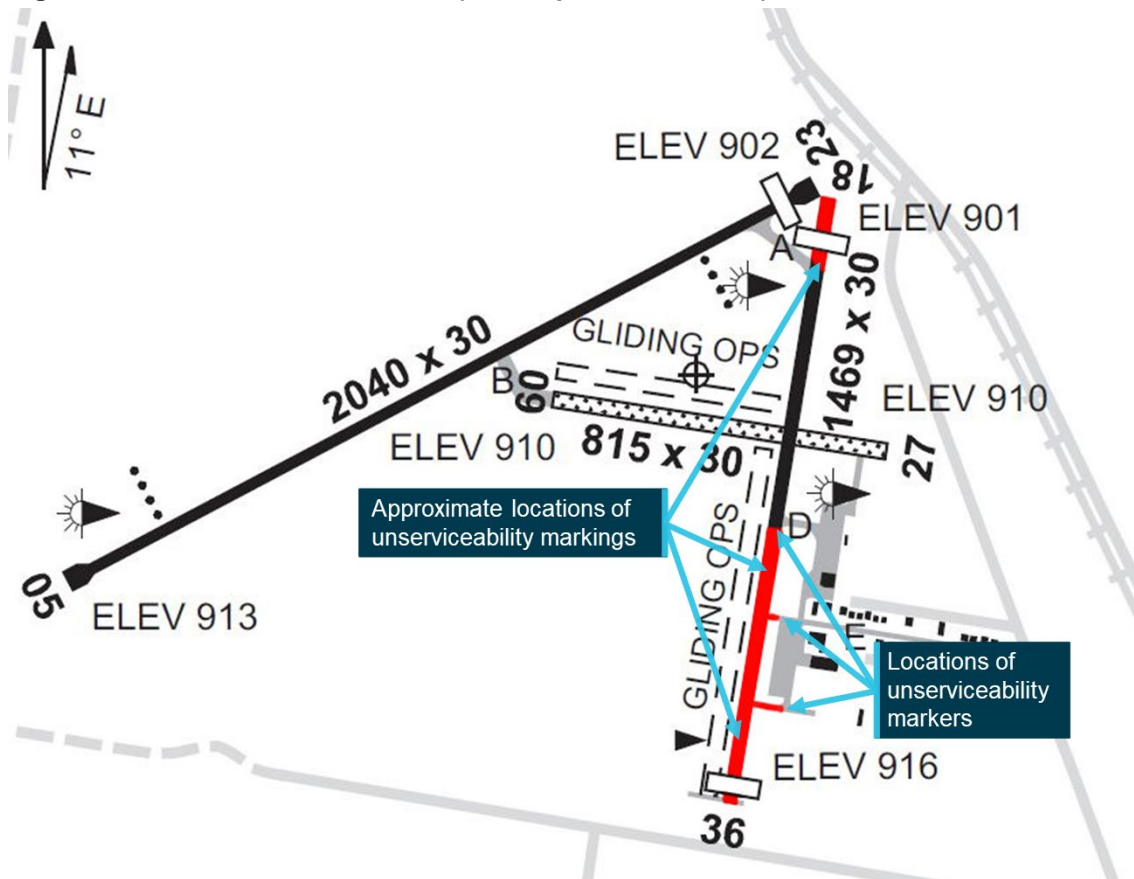 ELEV 902
23
18
11° E
ELEV 901
A
GLIDING OPS
1469 x 30
2040 x 30
B
09
ELEV 910
ELEV 910
815 x 30
27
Approximate locations of
unserviceability markings
D
GLIDING OPS
05
ELEV 913
E
Locations of
unserviceability
markers
ELEV 916
36